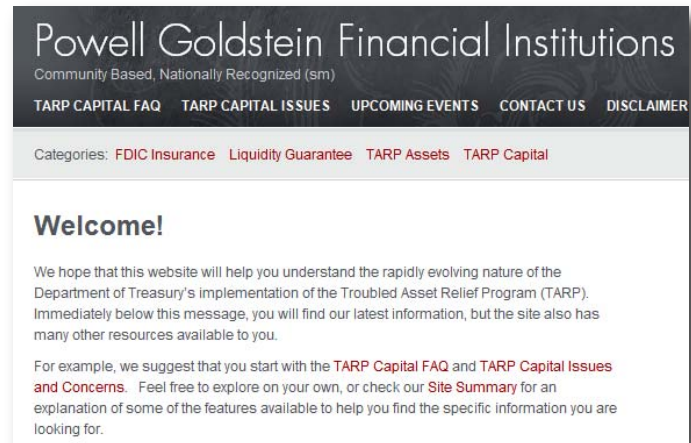 Powell Goldstein Financial Institutions
Community Based, Nationally Recognized (sm)
TARP CAPITAL FAQ TARP CAPITAL ISSUES UPCOMING EVENTS CONTACT US DISCLAIMER
Categories: FDIC Insurance Liquidity Guarantee TARP Assets TARP Capital
Welcome!
We hope that this website will help you understand the rapidly evolving nature of the
Department of Treasury's implementation of the Troubled Asset Relief Program (TARP).
Immediately below this message, you will find our latest information, but the site also has
many other resources available to you.
For example, we suggest that you start with the TARP Capital FAQ and TARP Capital Issues
and Concerns. Feel free to explore on your own, or check our Site Summary for an
explanation of some of the features available to help you find the specific information you are
looking for.